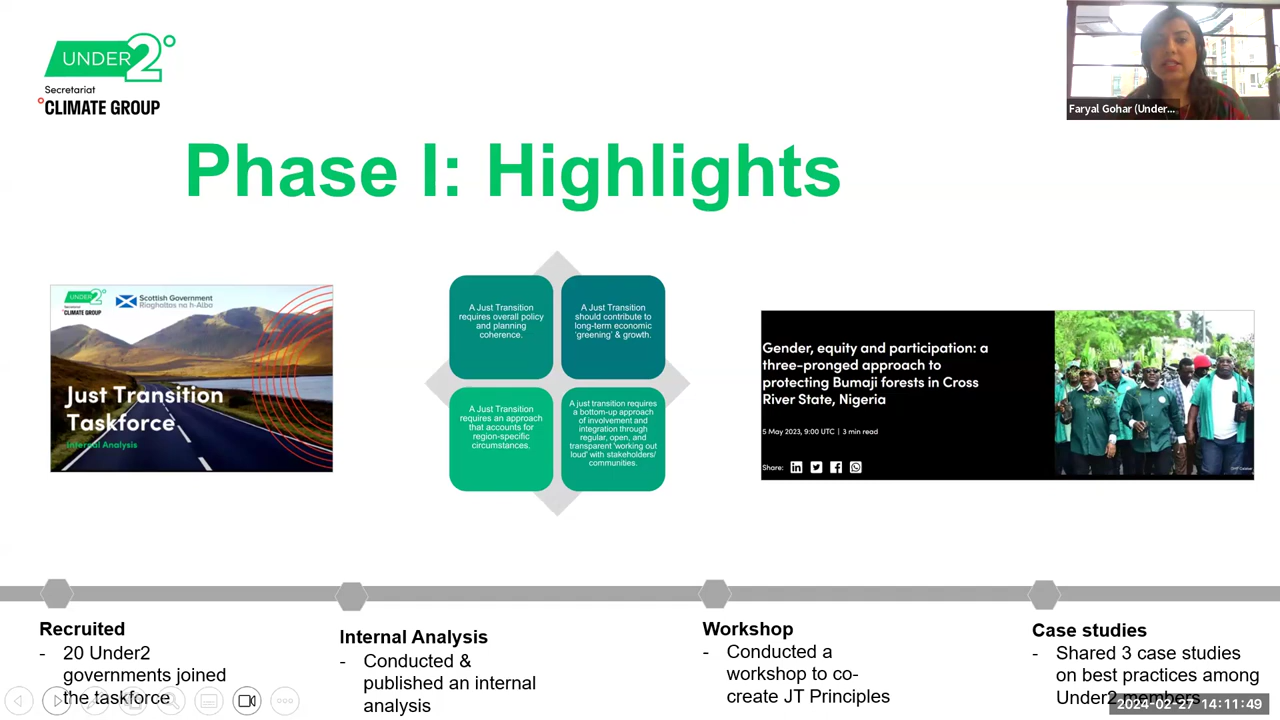 UNDER2°
Secretariat
°CLIMATE GROUP
Faryal Gohar (Under...
Phase I: Highlights
UNDER2°
CLIMATE GROUP
Scottish Government
Riaghaltas na h-Alba
Just Transition
Taskforce
Internal Analysis
A Just Transition
requires overall policy
and planning
coherence.
A Just Transition
should contribute to
long-term economic
'greening' & growth.
A Just Transition
requires an approach
that accounts for
region-specific
circumstances.
A just transition requires
a bottom-up approach
of involvement and
integration through
regular, open, and
transparent 'working out
loud' with stakeholders/
communities.
Gender, equity and participation: a
three-pronged approach to
protecting Bumaji forests in Cross
River State, Nigeria
5 May 2023, 9:00 UTC | 3 min read
Share:
Recruited
- 20 Under2
governments joined
the taskforce
Internal Analysis
- Conducted &
published an internal
analysis
Workshop
- Conducted a
workshop to co-
create JT Principles
Case studies
- Shared 3 case studies
on best practices among
Under2 members
2024-02-27 14:11:49